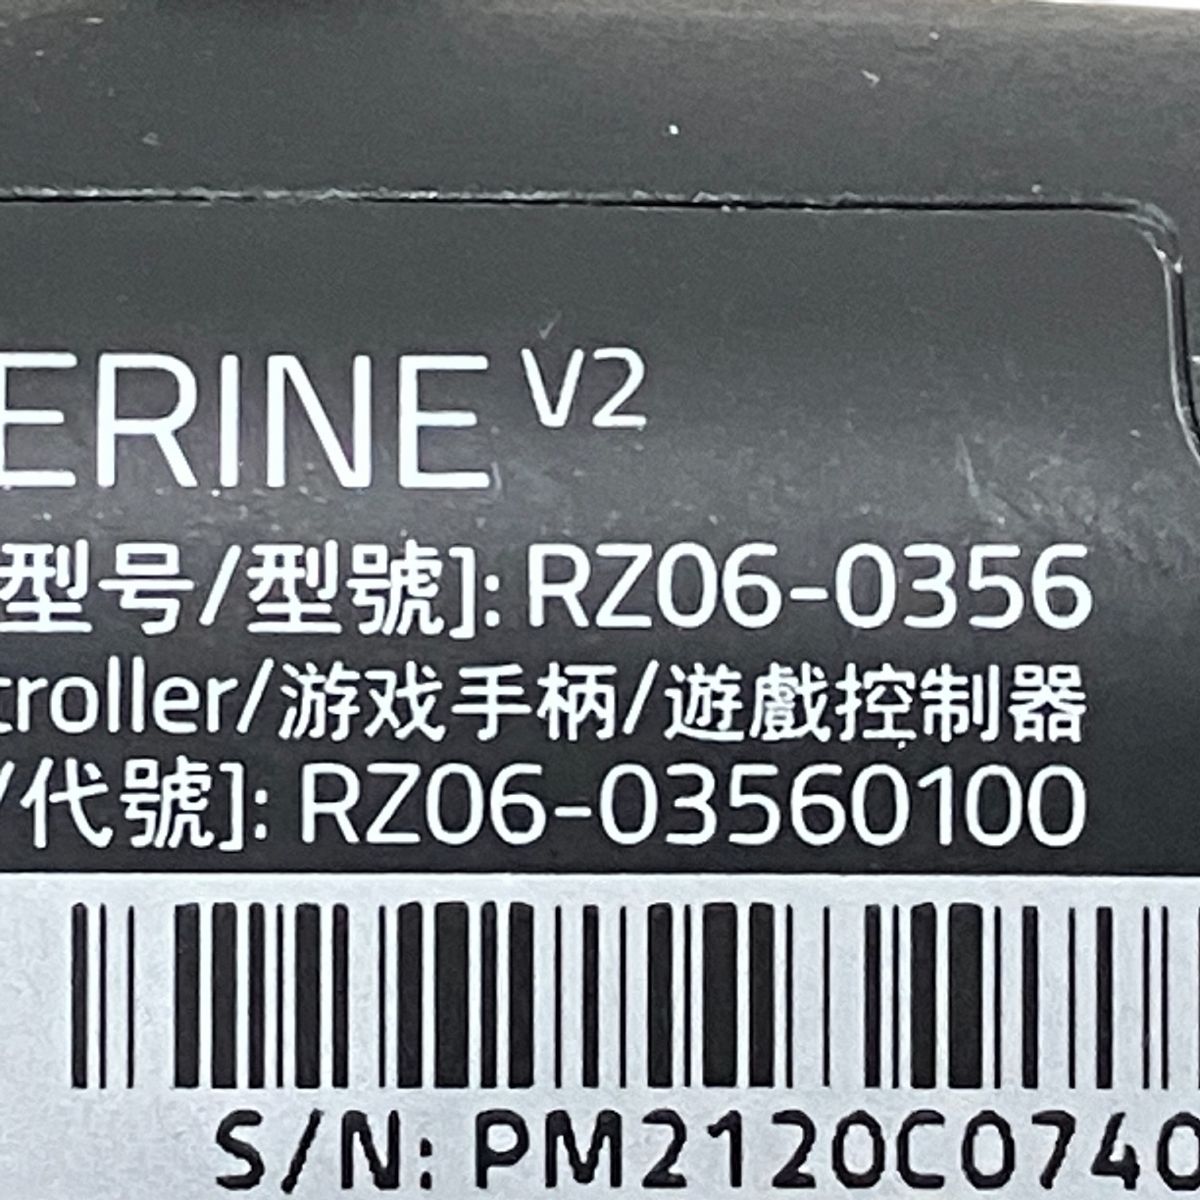 ERINE V2
型号/型號]: RZ06-0356
troller/游戏手柄/遊戲控制器
/代號]: RZ06-03560100
S/N: PM2120C0740